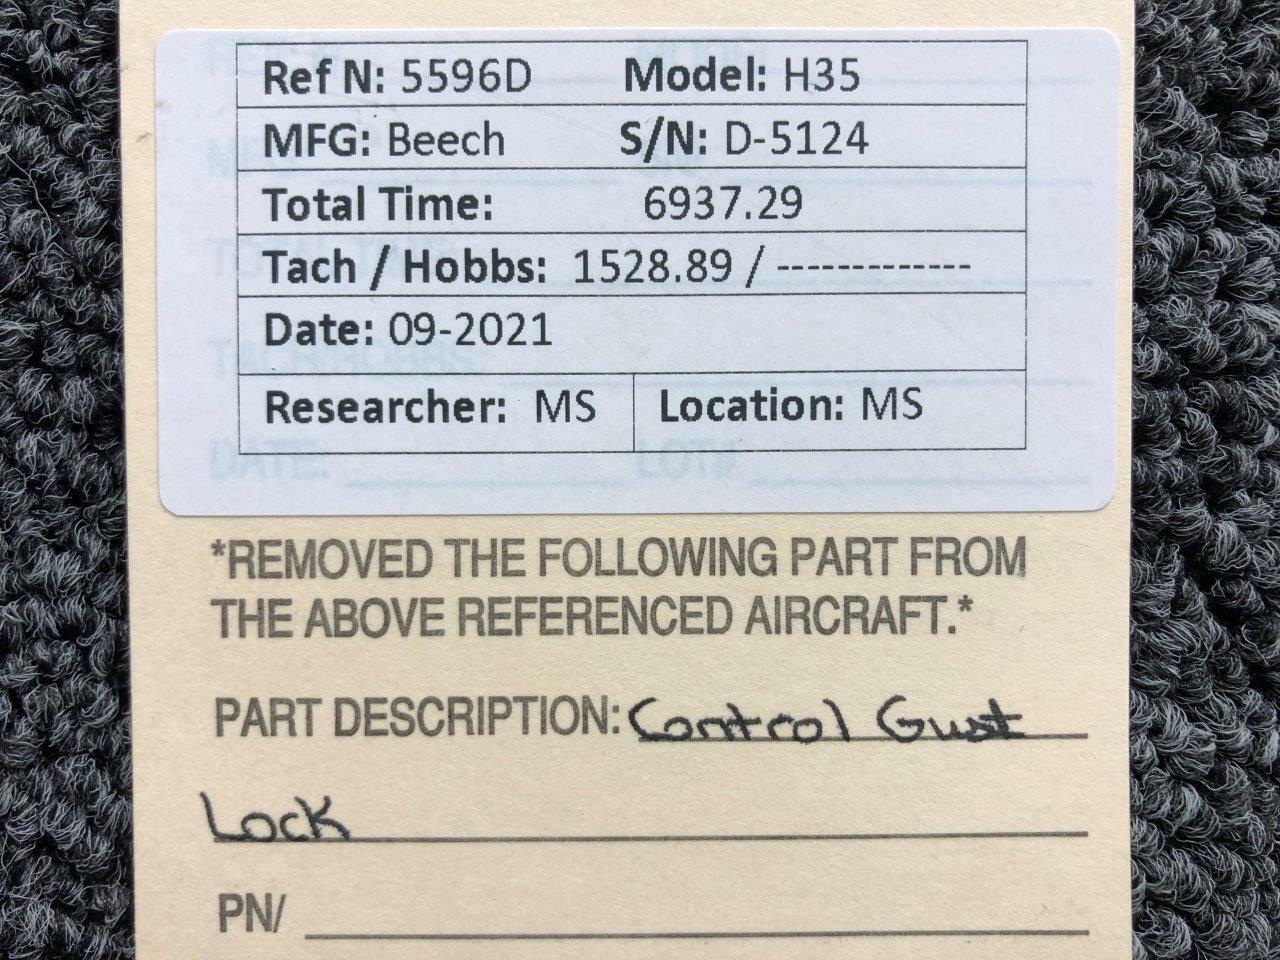 Ref N: 5596D Model: H35
MFG: Beech S/N: D-5124
Total Time: 6937.29
Tach / Hobbs: 1528.89 / -------------
Date: 09-2021
Researcher: MS Location: MS
*REMOVED THE FOLLOWING PART FROM
THE ABOVE REFERENCED AIRCRAFT.*
PART DESCRIPTION: Control Gust
Lock
PN/